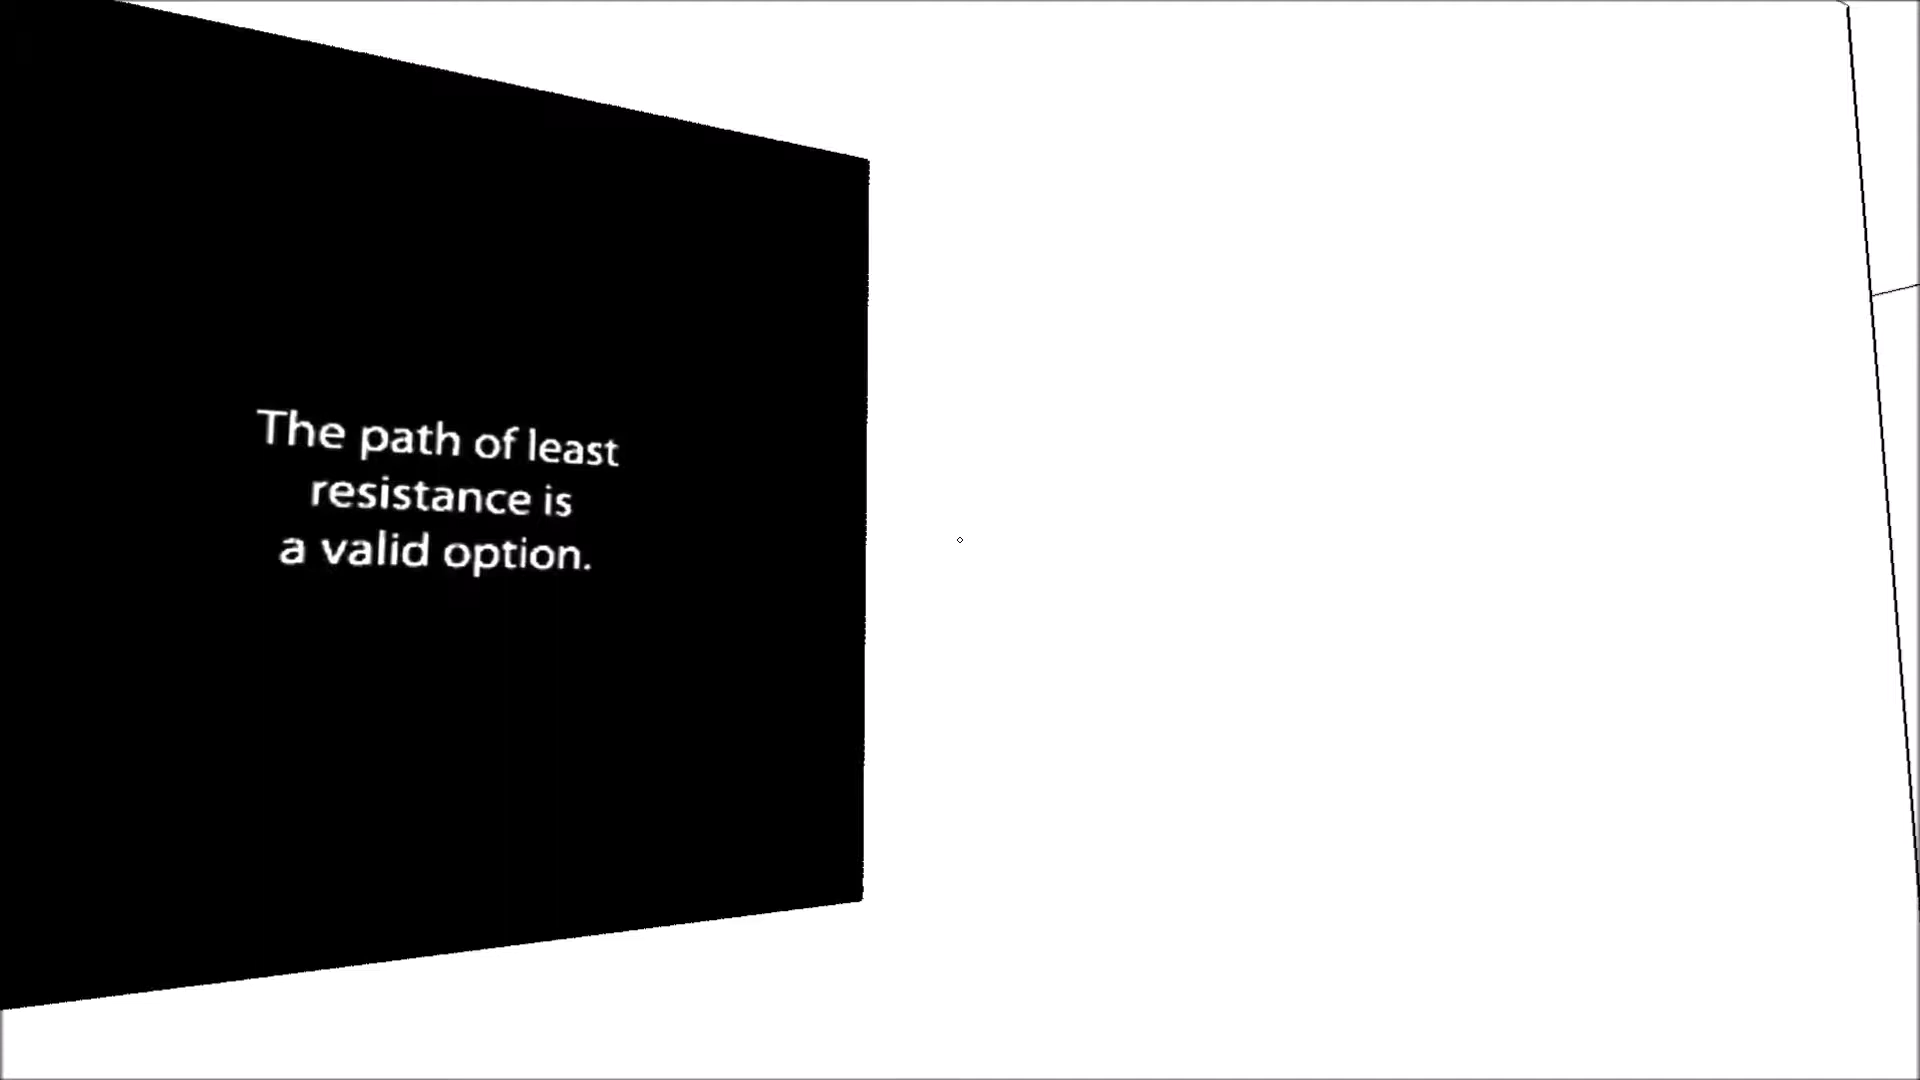 The path of least
resistance is
a valid option.